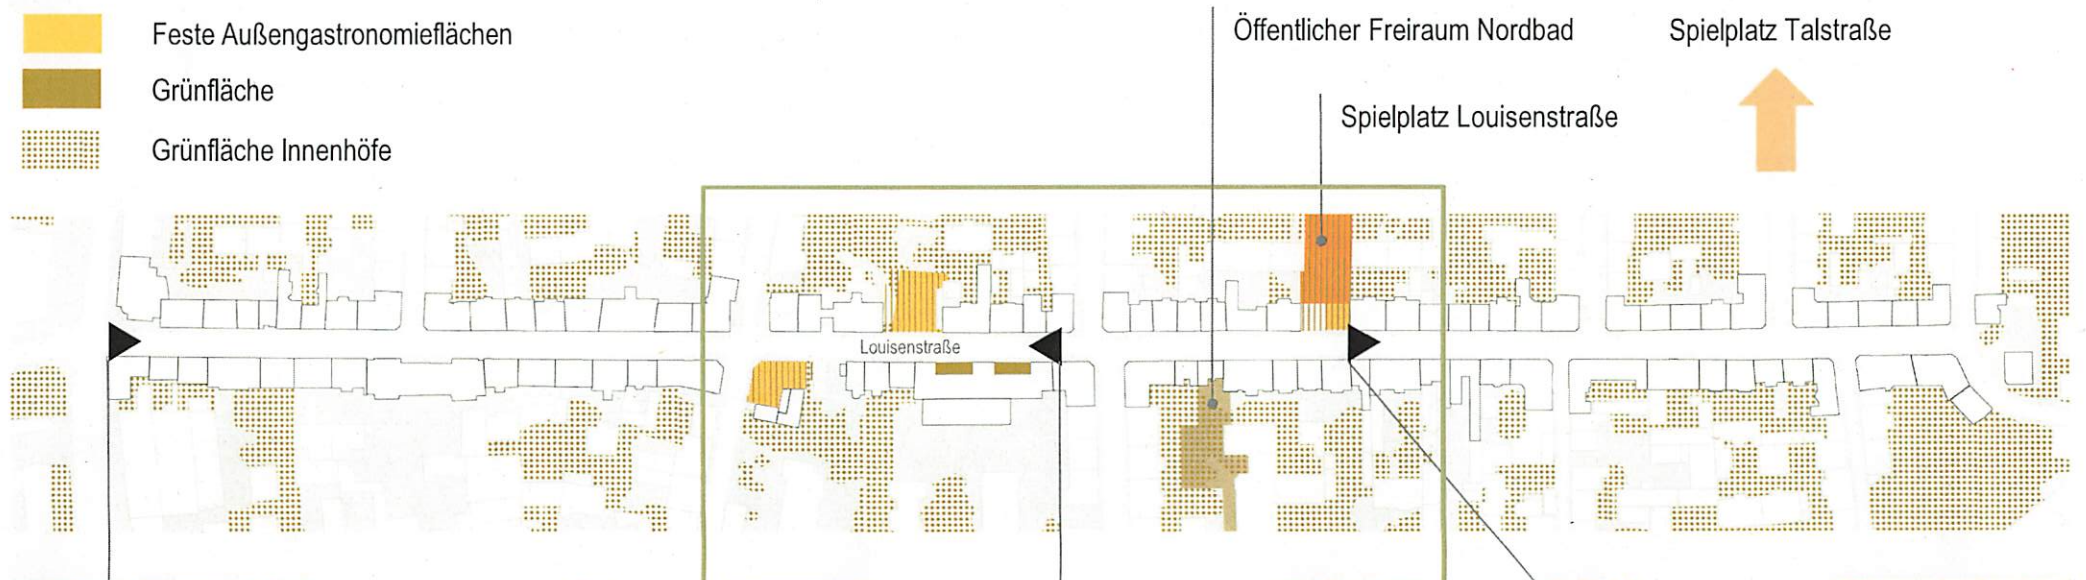 Feste Außengastronomieflächen
Grünfläche
Grünfläche Innenhöfe
Öffentlicher Freiraum Nordbad
Spielplatz Talstraße
Spielplatz Louisenstraße
Louisenstraße